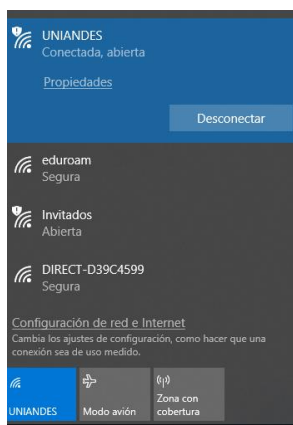 UNIANDES
Conectada, abierta
Propiedades
Desconectar
eduroam
Segura
Invitados
Abierta
DIRECT-D39C4599
Segura
Configuración de red e Internet
Cambia los ajustes de configuración, como hacer que una
conexión sea de uso medido.
UNIANDES
Modo avión
Zona con
cobertura